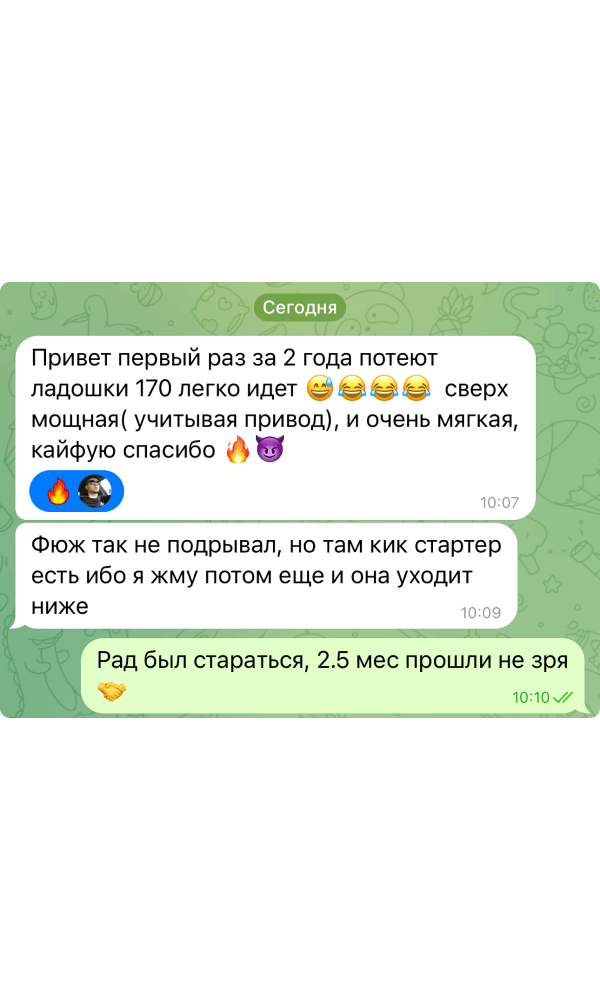 Сегодня
Привет первый раз за 2 года потеют
ладошки 170 легко идет 😅😂😂😂 сверх
мощная( учитывая привод), и очень мягкая,
кайфую спасибо 🔥😈
🔥
10:07
Фюж так не подрывал, но там кик стартер
есть ибо я жму потом еще и она уходит
ниже
10:09
Рад был стараться, 2.5 мес прошли не зря
🤝
10:10